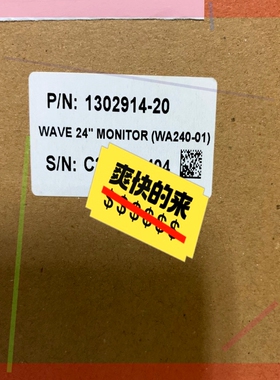 P/N: 1302914-20
WAVE 24" MONITOR (WA240-01)
S/N:
爽快的来
$$$$$$